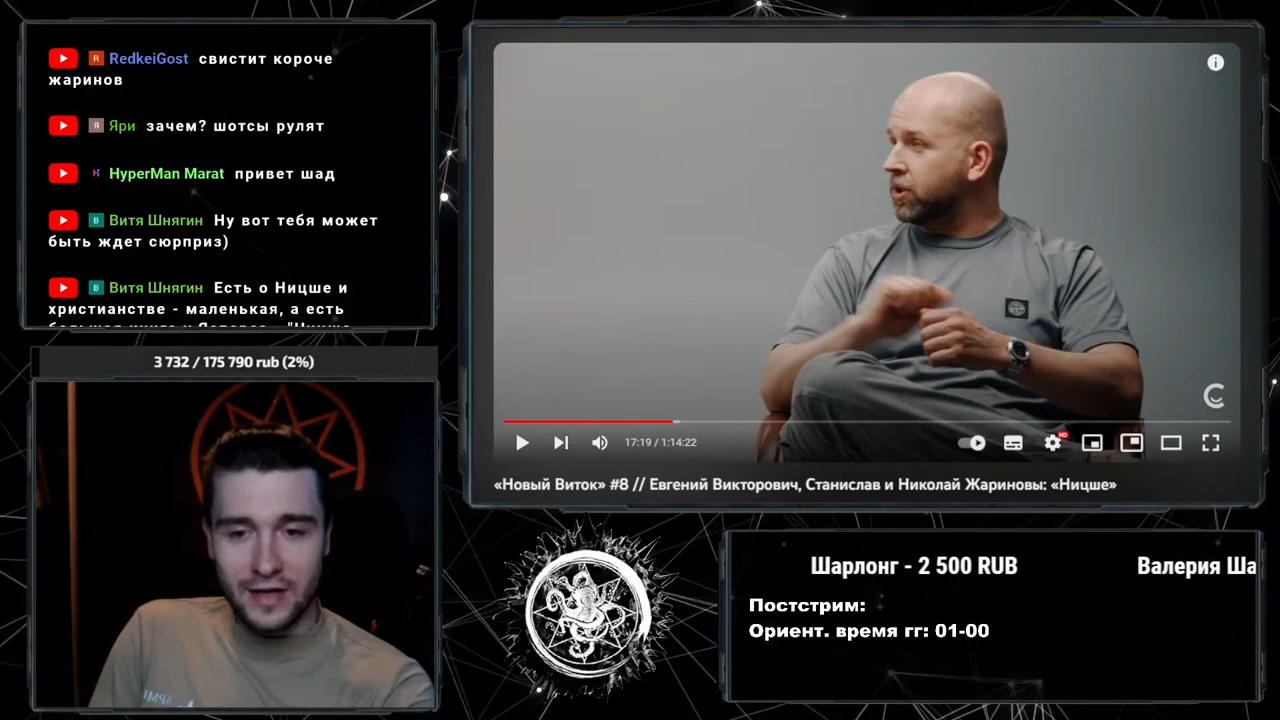 RedkeiGost свистит короче
жаринов
Яри зачем? шотсы рулят
HyperMan Marat привет шад
Витя Шнягин Ну вот тебя может
быть ждет сюрприз)
Витя Шнягин Есть о Ницше и
христианстве - маленькая, а есть
3 732 / 175 790 rub (2%)
17:19 / 1:14:22
HD
«Новый Виток» #8 // Евгений Викторович, Станислав и Николай Жариновы: «Ницше»
Шарлонг - 2 500 RUB
Валерия Ша
Постстрим:
Ориент. время гг: 01-00